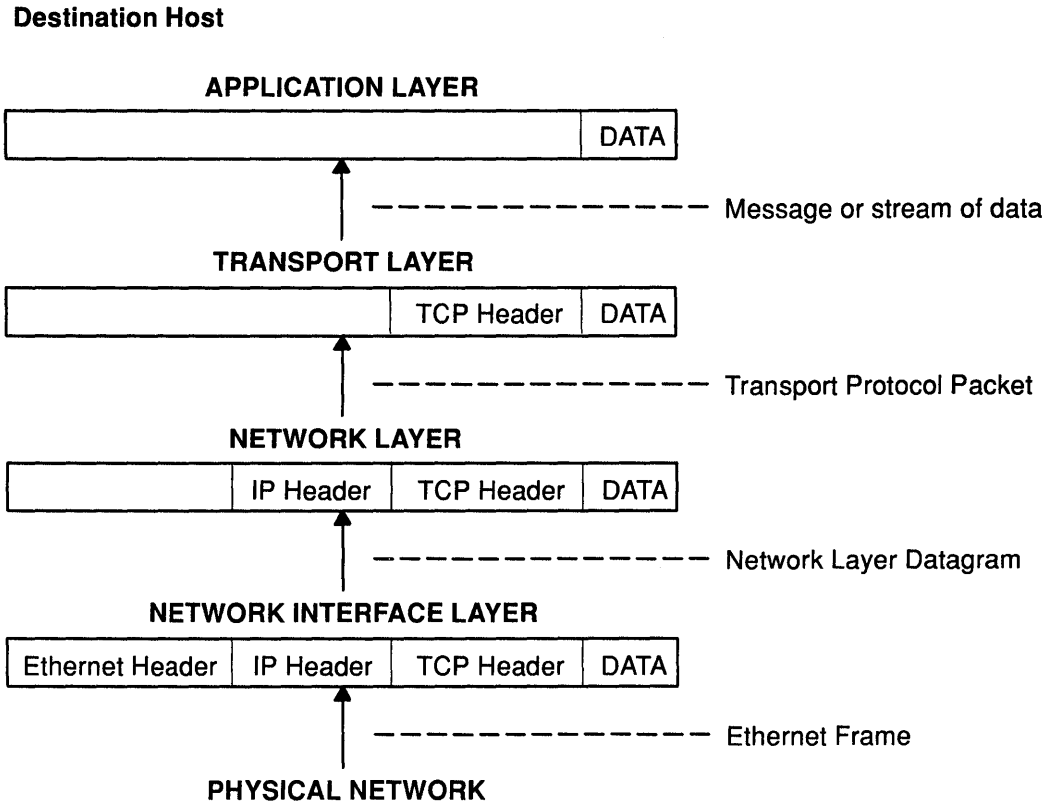 Destination Host
APPLICATION LAYER
DATA
Message or stream of data
TRANSPORT LAYER
TCP Header DATA
Transport Protocol Packet
NETWORK LAYER
IP Header TCP Header DATA
Network Layer Datagram
NETWORK INTERFACE LAYER
Ethernet Header IP Header TCP Header DATA
Ethernet Frame
PHYSICAL NETWORK